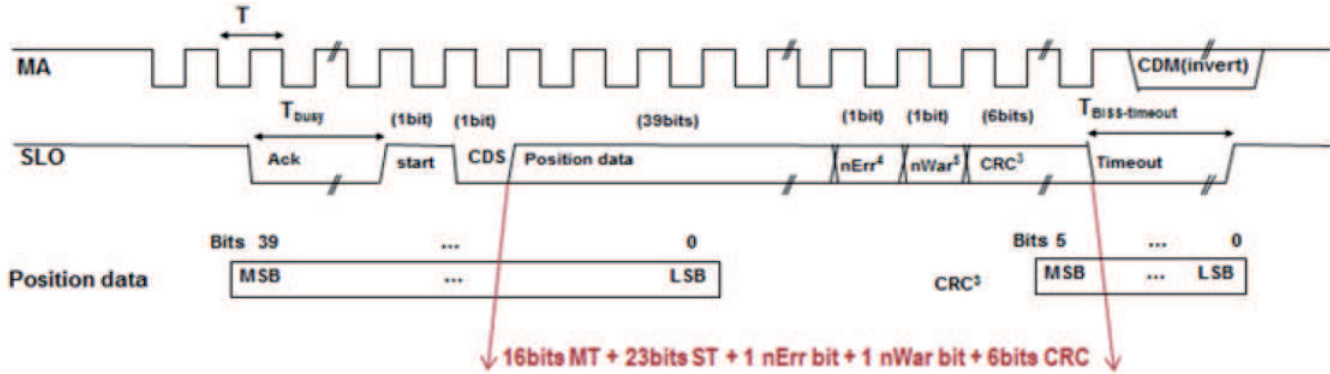 T
MA
CDM(invert)
Tbusy (1bit) (1bit) (39bits) (1bit) (1bit) (6bits) TBISS-timeout
SLO Ack start CDS Position data nErr⁴ nWar⁵ CRC³ Timeout
Bits 39 ... 0 Bits 5 ... 0
Position data MSB ... LSB CRC³ MSB ... LSB
16bits MT + 23bits ST + 1 nErr bit + 1 nWar bit + 6bits CRC